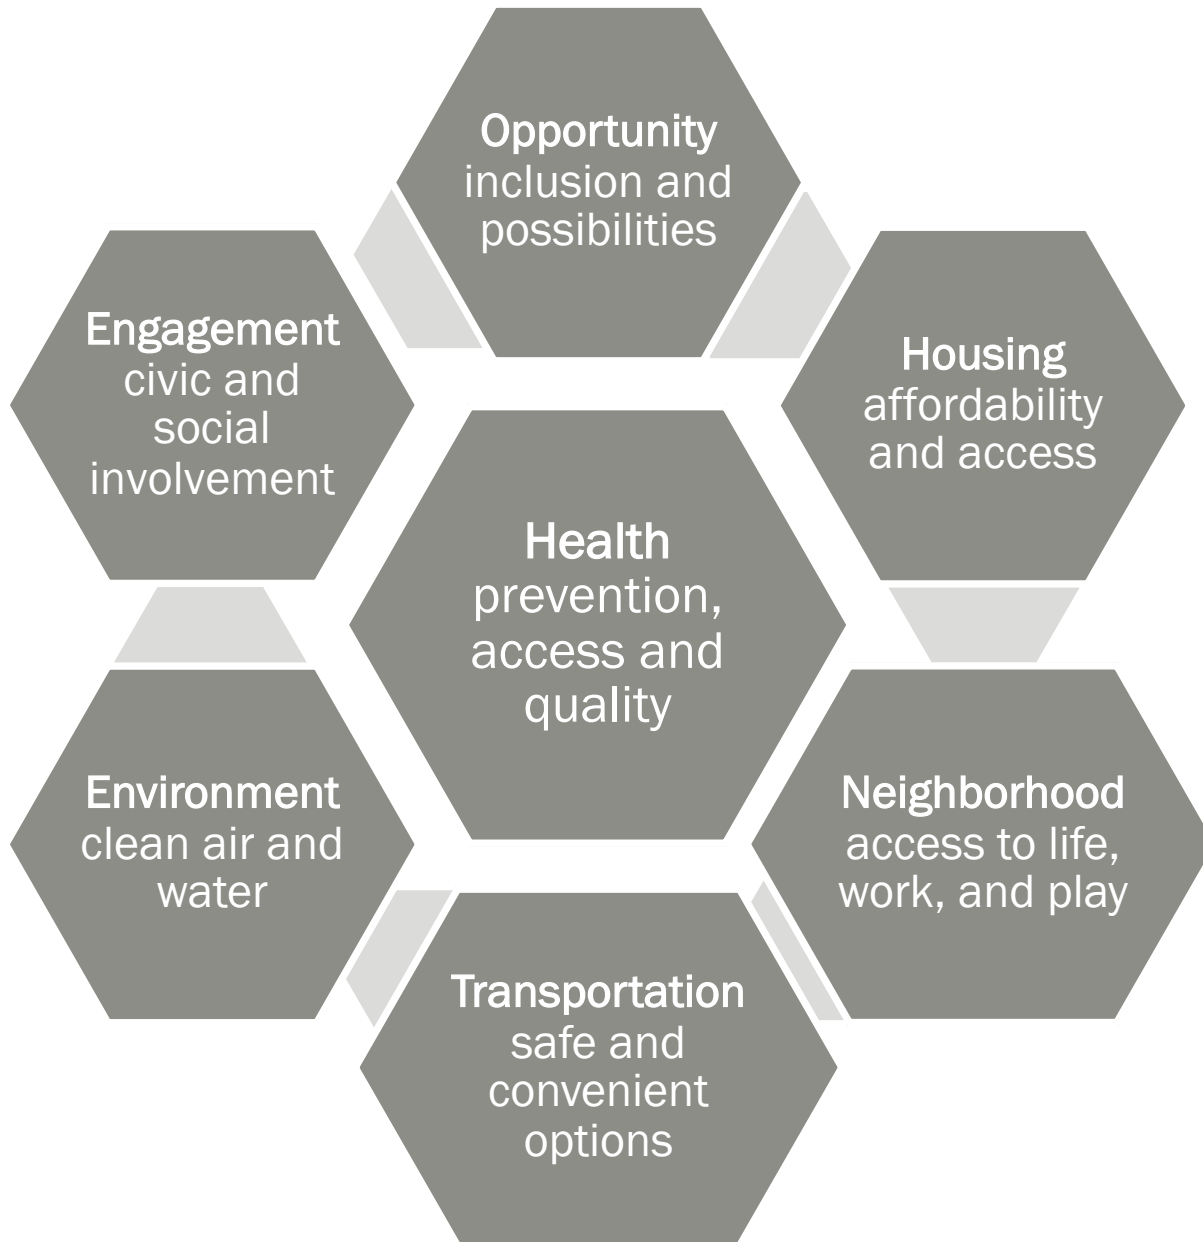 Opportunity
inclusion and
possibilities
Engagement
civic and
social
involvement
Housing
affordability
and access
Health
prevention,
access and
quality
Environment
clean air and
water
Neighborhood
access to life,
work, and play
Transportation
safe and
convenient
options